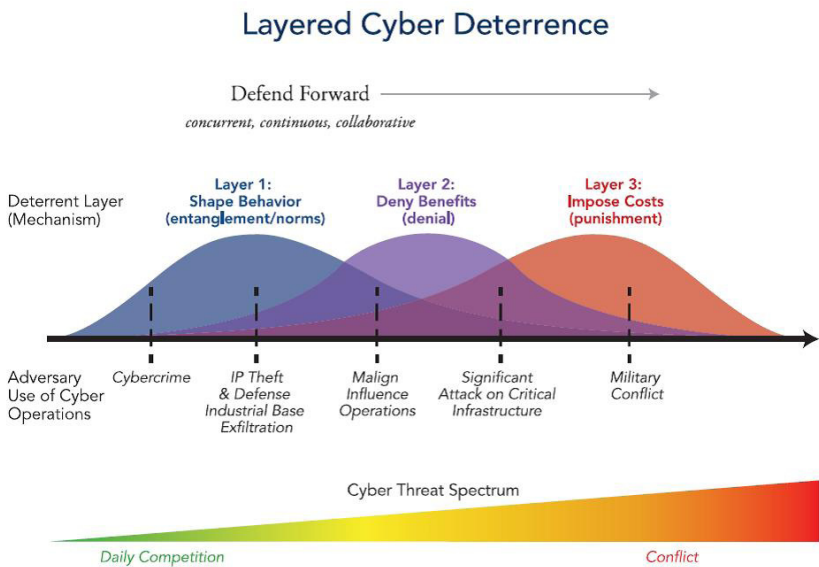 Layered Cyber Deterrence
Defend Forward
concurrent, continuous, collaborative
Deterrent Layer
(Mechanism)
Layer 1:
Shape Behavior
(entanglement/norms)
Layer 2:
Deny Benefits
(denial)
Layer 3:
Impose Costs
(punishment)
Adversary
Use of Cyber
Operations
Cybercrime
IP Theft
& Defense
Industrial Base
Exfiltration
Malign
Influence
Operations
Significant
Attack on Critical
Infrastructure
Military
Conflict
Cyber Threat Spectrum
Daily Competition
Conflict